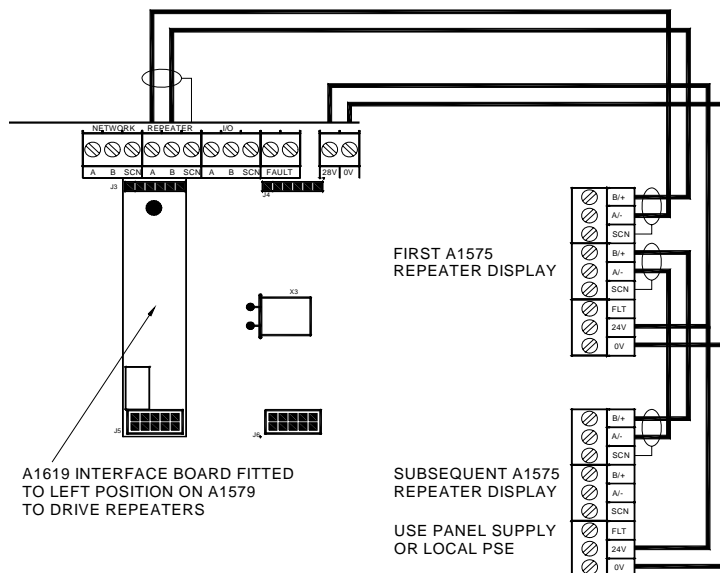 NETWORK REPEATER I/O
A B SCN A B SCN A B SCN FAULT 28V 0V
J3
J4
X3
J5
J6
A1619 INTERFACE BOARD FITTED
TO LEFT POSITION ON A1579
TO DRIVE REPEATERS
FIRST A1575
REPEATER DISPLAY
B/+
A/-
SCN
B/+
A/-
SCN
FLT
24V
0V
SUBSEQUENT A1575
REPEATER DISPLAY
USE PANEL SUPPLY
OR LOCAL PSE
B/+
A/-
SCN
B/+
A/-
SCN
FLT
24V
0V